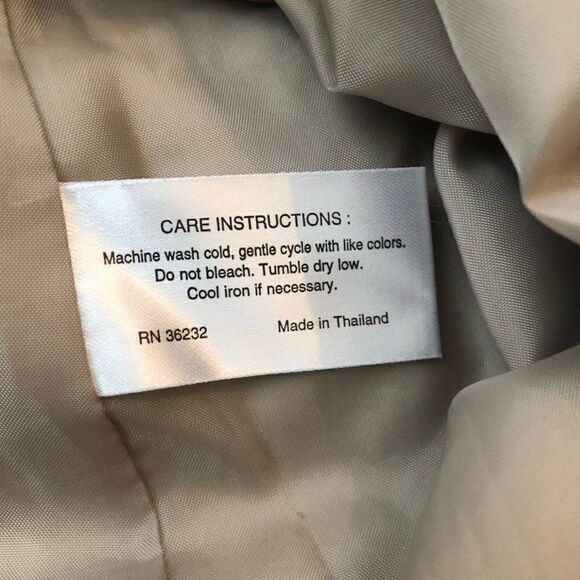 CARE INSTRUCTIONS :
Machine wash cold, gentle cycle with like colors.
Do not bleach. Tumble dry low.
Cool iron if necessary.
RN 36232 Made in Thailand